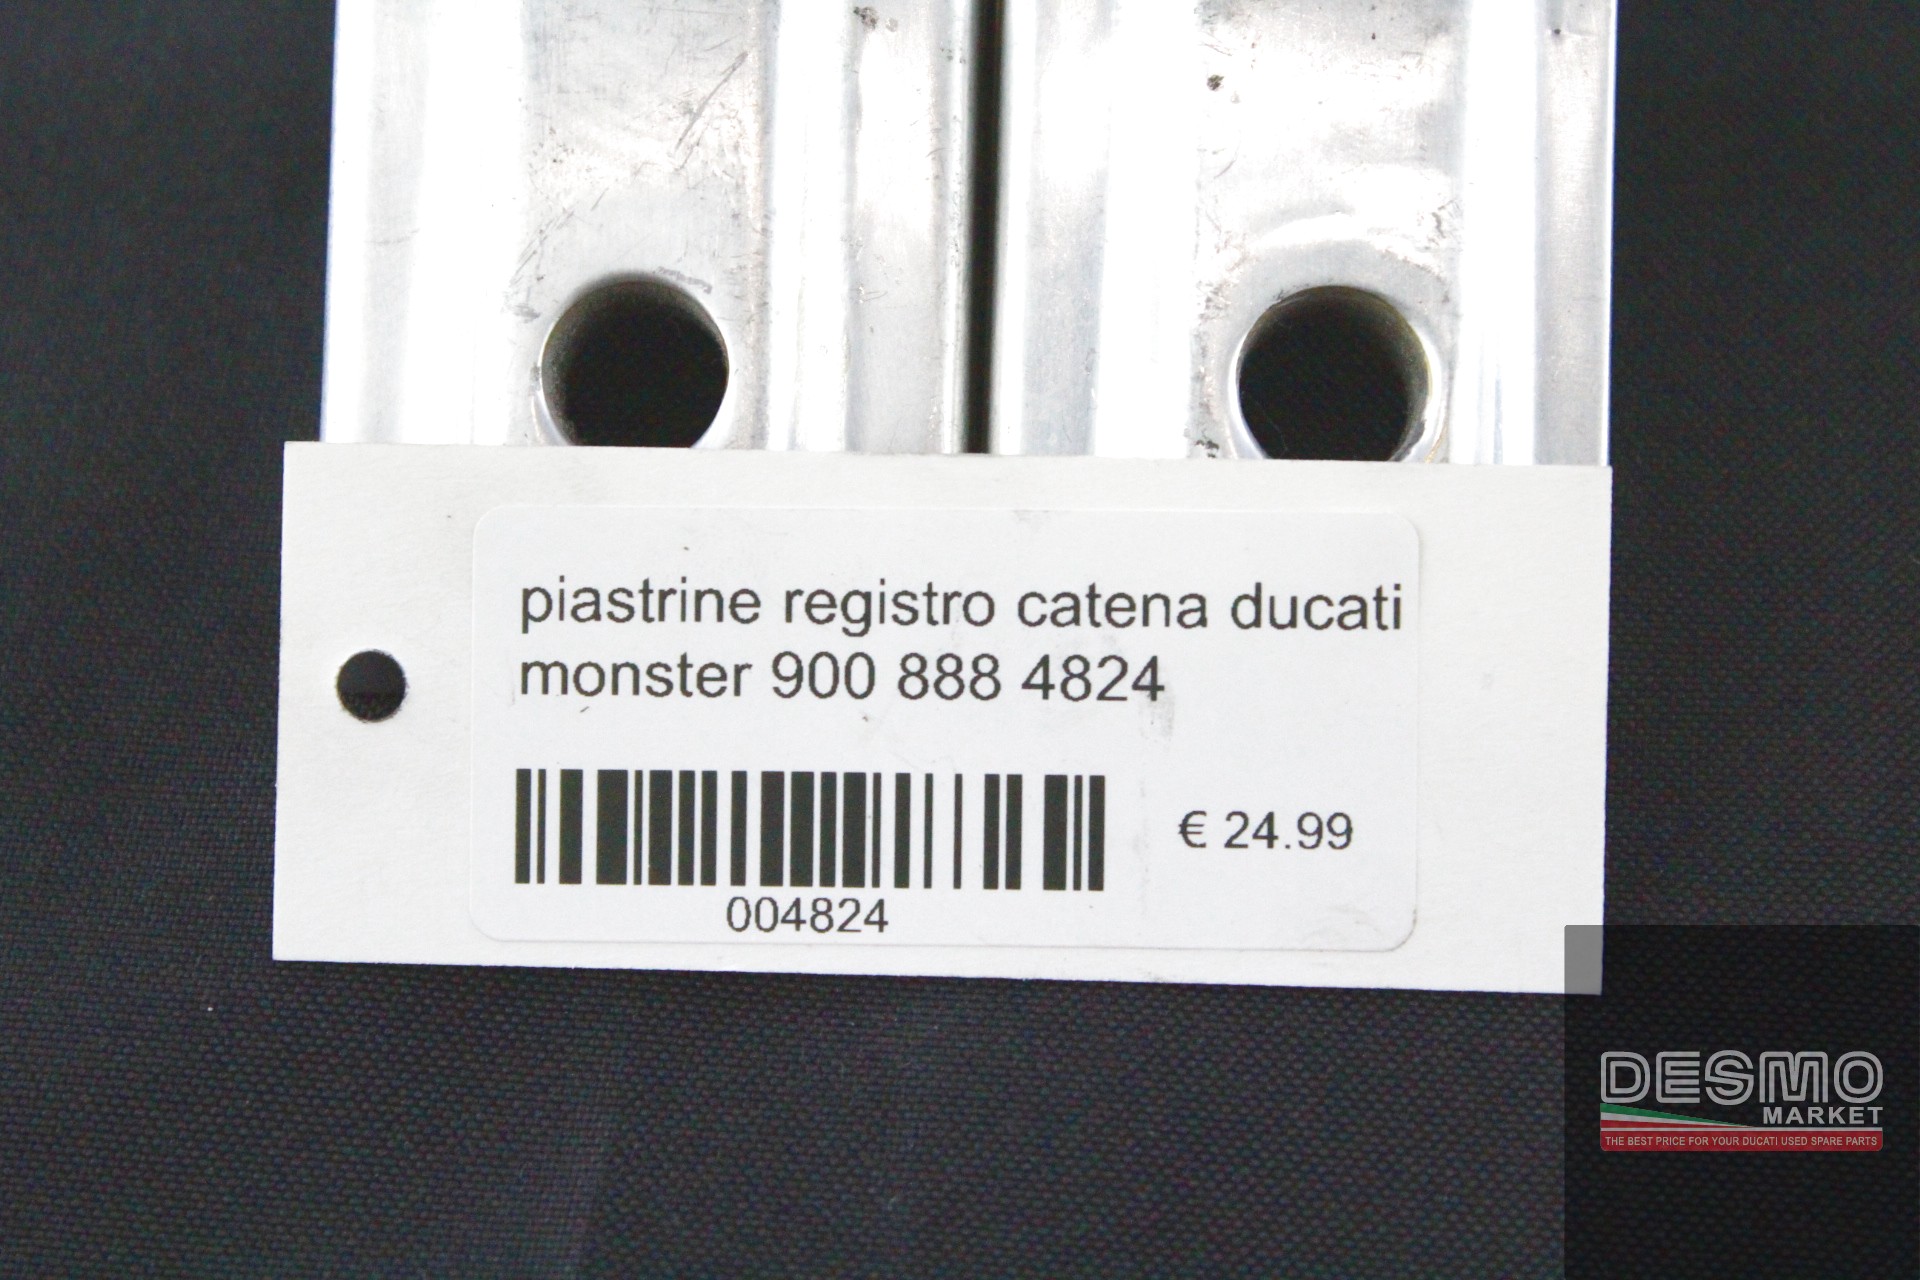 piastrine registro catena ducati
monster 900 888 4824
€ 24.99
004824
DESMO
MARKET
THE BEST PRICE FOR YOUR DUCATI USED SPARE PARTS